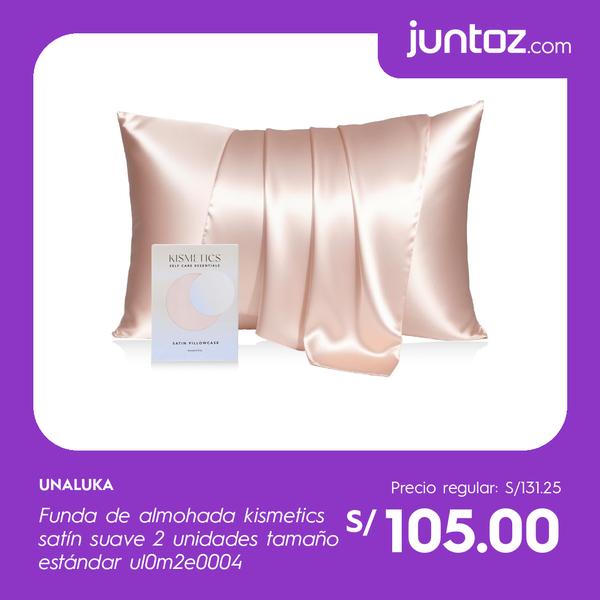 juntoz.com
KISMETICS
SELF CARE ESSENTIALS
SATIN PILLOWCASE
UNALUKA
Precio regular: S/131.25
Funda de almohada kismetics
satín suave 2 unidades tamaño
estándar ul0m2e0004
S/105.00